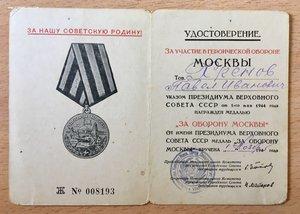 ЗА НАШУ СОВЕТСКУЮ РОДИНУ!
Ж № 008193
УДОСТОВЕРЕНИЕ.
ЗА УЧАСТИЕ В ГЕРОИЧЕСКОЙ ОБОРОНЕ
МОСКВЫ
Тов.
Павел Иванович
УКАЗОМ ПРЕЗИДИУМА ВЕРХОВНОГО
СОВЕТА СССР от 1-го мая 1944 года
НАГРАЖДЕН МЕДАЛЬЮ
„ЗА ОБОРОНУ МОСКВЫ"
ОТ ИМЕНИ ПРЕЗИДИУМА ВЕРХОВНОГО
СОВЕТА СССР МЕДАЛЬ „ЗА ОБОРОНУ
МОСКВЫ" ВРУЧЕНА